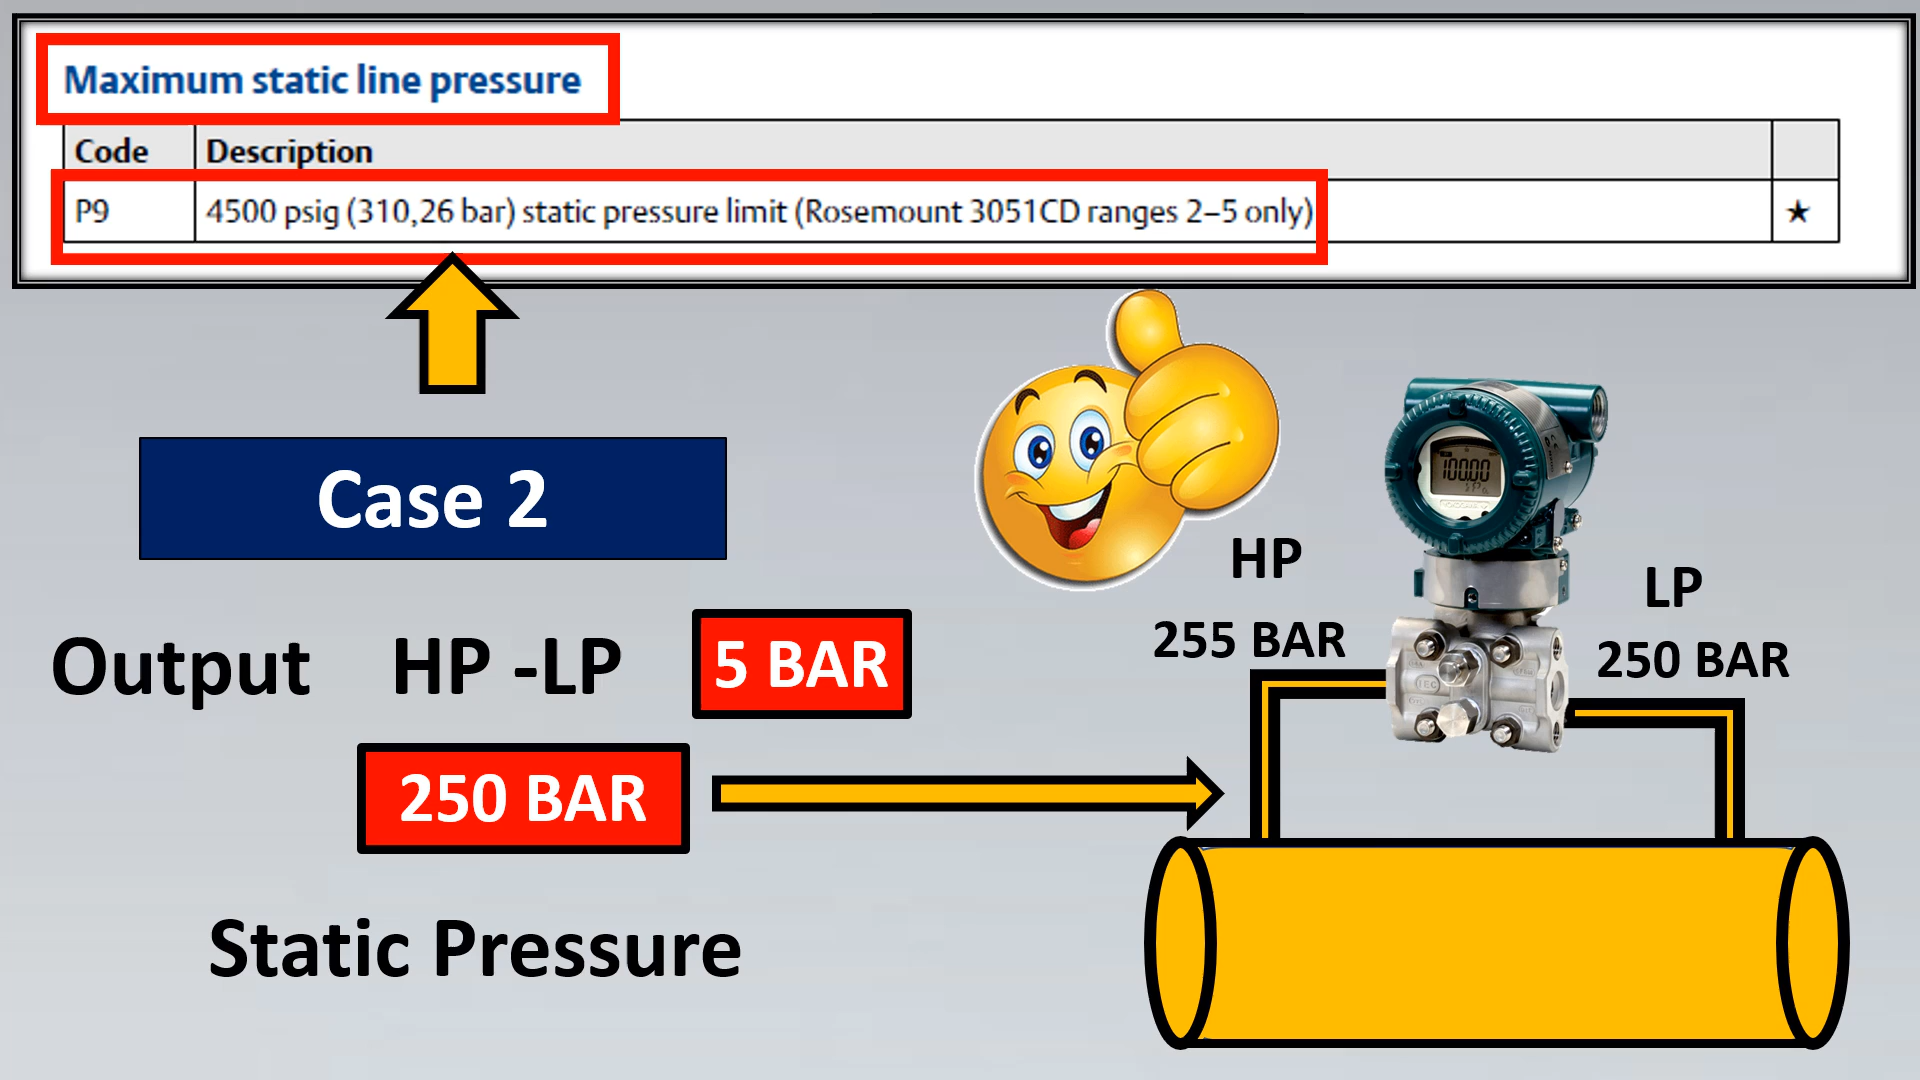 Maximum static line pressure
Code Description
P9 4500 psig (310,26 bar) static pressure limit (Rosemount 3051CD ranges 2–5 only) ★
Case 2
100.00
HP
LP
255 BAR
250 BAR
Output HP -LP 5 BAR
250 BAR
Static Pressure